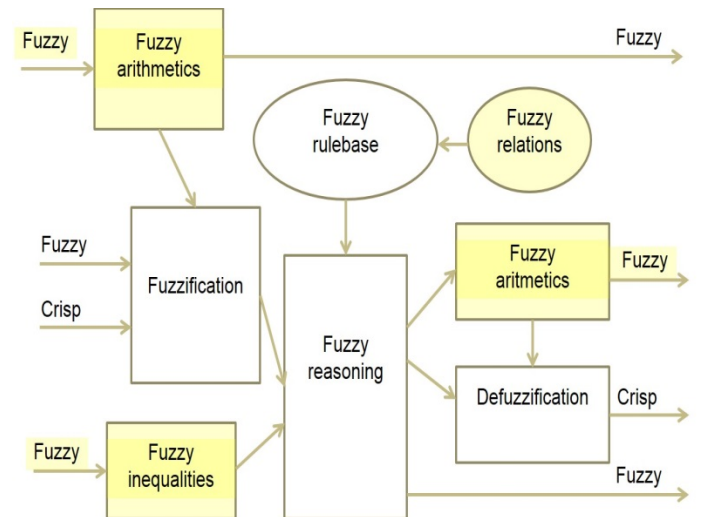 Fuzzy
Fuzzy
arithmetics
Fuzzy
Fuzzy
rulebase
Fuzzy
relations
Fuzzy
Crisp
Fuzzification
Fuzzy
reasoning
Fuzzy
aritmetics
Fuzzy
Defuzzification
Crisp
Fuzzy
Fuzzy
inequalities
Fuzzy